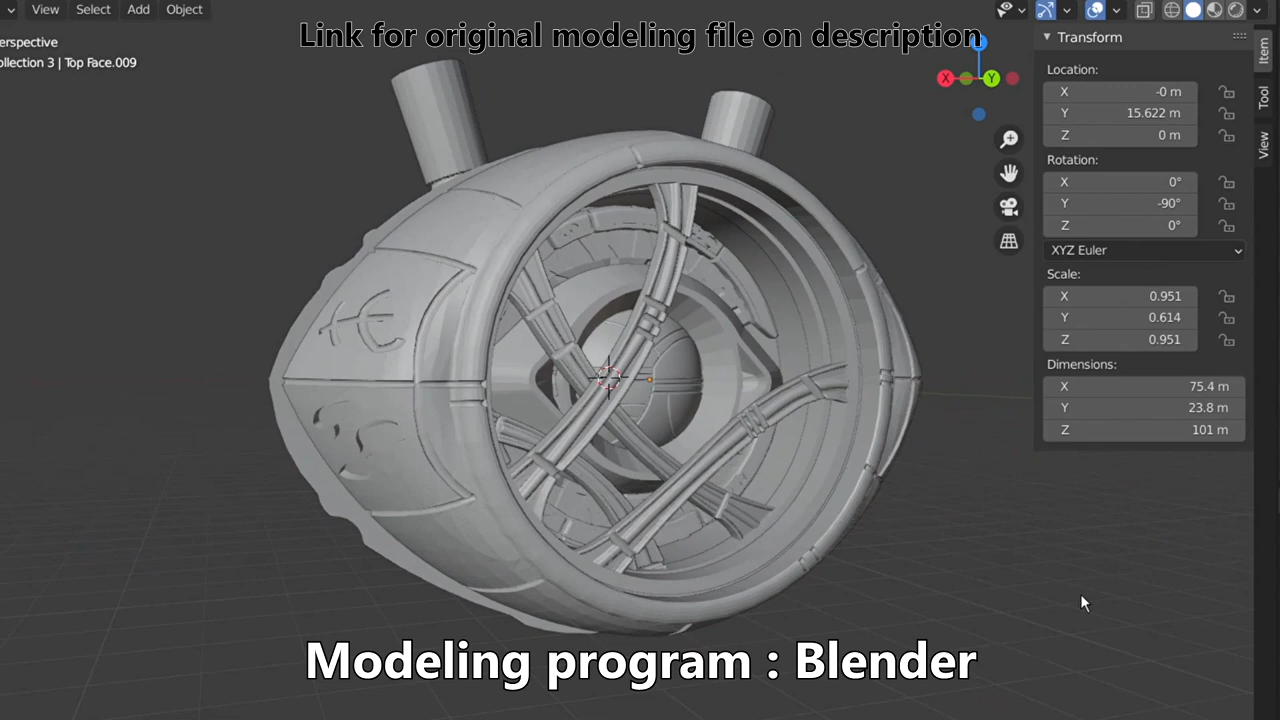 View Select Add Object
Link for original modeling file on description
erspective
ollection 3 | Top Face.009
X
Y
Transform
Location:
X -0 m
Y 15.622 m
Z 0 m
Rotation:
X 0°
Y -90°
Z 0°
XYZ Euler
Scale:
X 0.951
Y 0.614
Z 0.951
Dimensions:
X 75.4 m
Y 23.8 m
Z 101 m
Item
Tool
View
Modeling program : Blender